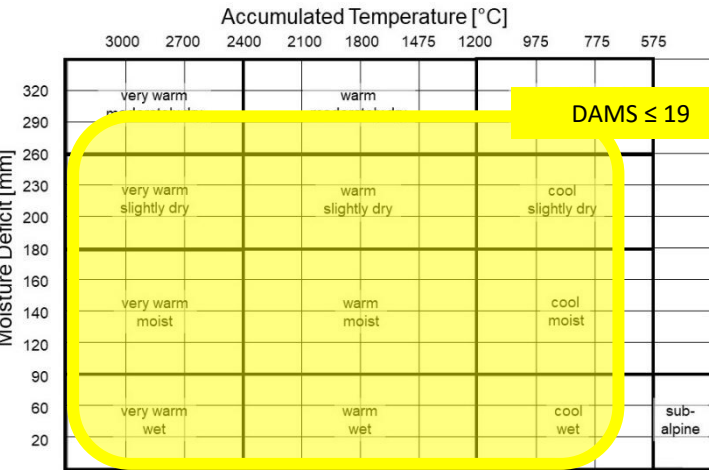 Accumulated Temperature [°C]
3000 2700 2400 2100 1800 1475 1200 975 775 575
Moisture Deficit [mm]
320
very warm
warm
290
DAMS ≤ 19
260
230
very warm
slightly dry
warm
slightly dry
cool
slightly dry
200
180
160
140
very warm
moist
warm
moist
cool
moist
120
90
60
very warm
wet
warm
wet
cool
wet
sub-
alpine
20